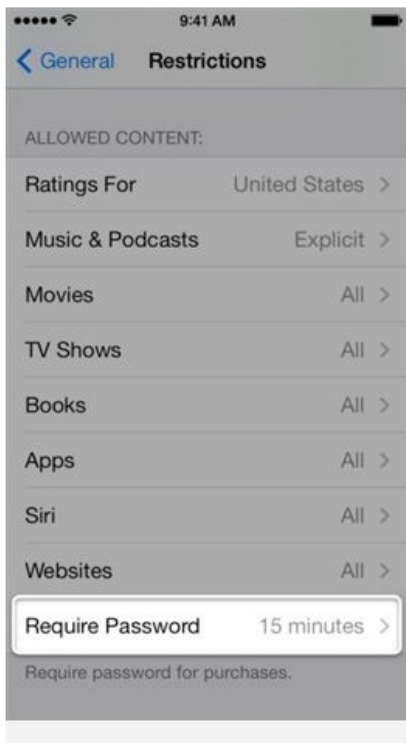 9:41 AM
General Restrictions
ALLOWED CONTENT:
Ratings For United States
Music & Podcasts Explicit
Movies All
TV Shows All
Books All
Apps All
Siri All
Websites All
Require Password 15 minutes
Require password for purchases.